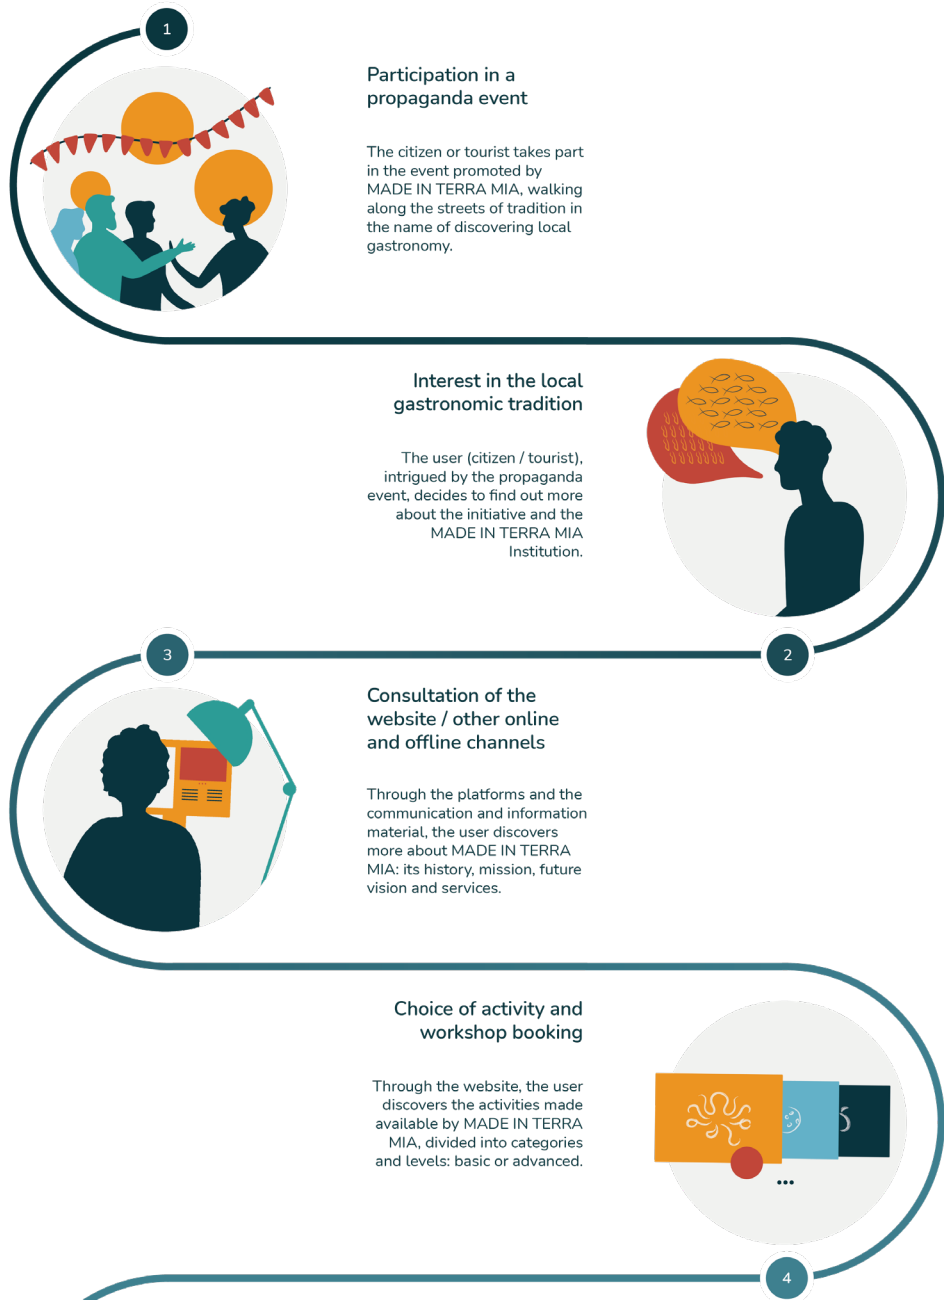 1
Participation in a
propaganda event
The citizen or tourist takes part
in the event promoted by
MADE IN TERRA MIA, walking
along the streets of tradition in
the name of discovering local
gastronomy.
Interest in the local
gastronomic tradition
The user (citizen / tourist),
intrigued by the propaganda
event, decides to find out more
about the initiative and the
MADE IN TERRA MIA
Institution.
2
3
Consultation of the
website / other online
and offline channels
Through the platforms and the
communication and information
material, the user discovers
more about MADE IN TERRA
MIA: its history, mission, future
vision and services.
Choice of activity and
workshop booking
Through the website, the user
discovers the activities made
available by MADE IN TERRA
MIA, divided into categories
and levels: basic or advanced.
4